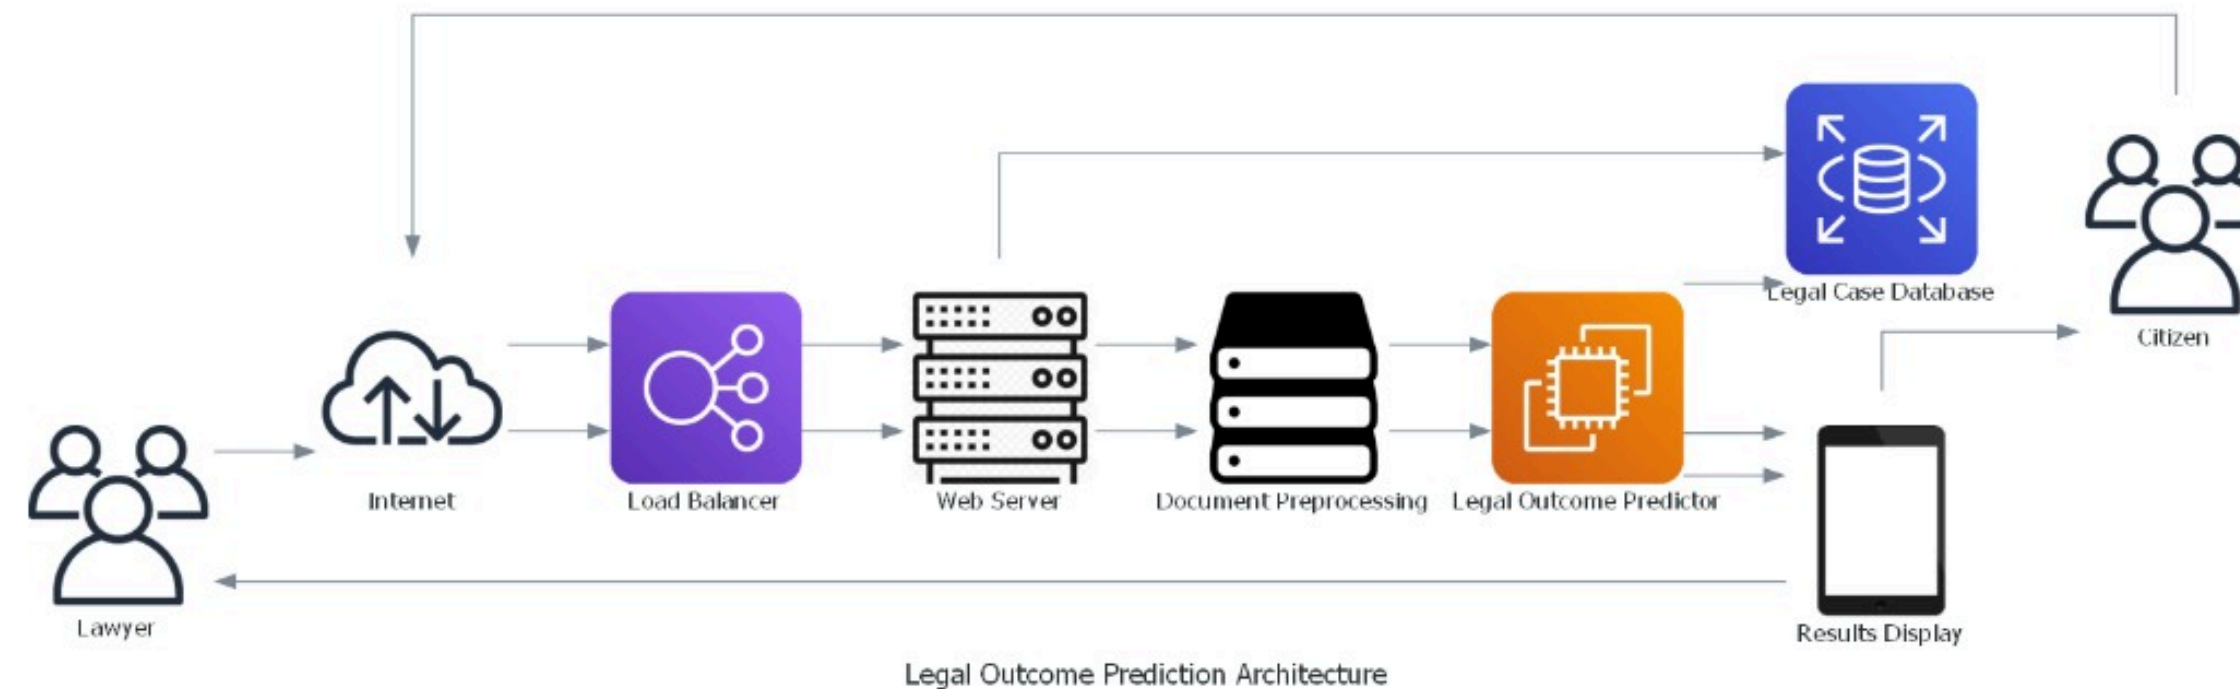 Legal Case Database
Citizen
Internet
Load Balancer
Web Server
Document Preprocessing
Legal Outcome Predictor
Lawyer
Results Display
Legal Outcome Prediction Architecture